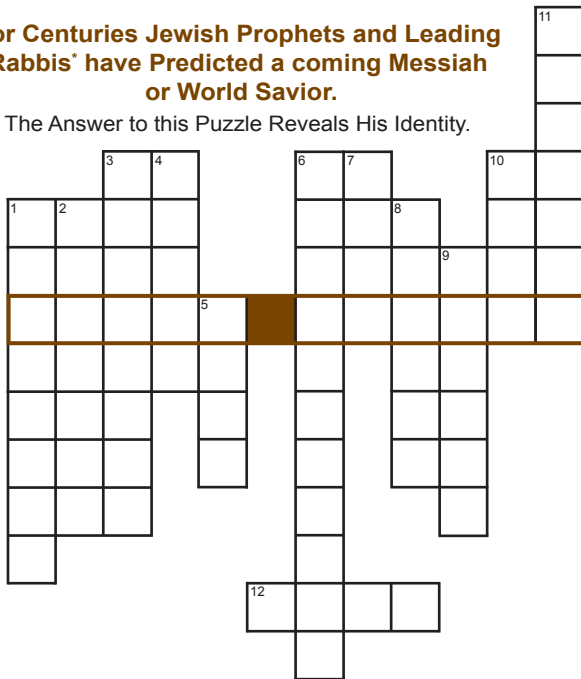 11
or Centuries Jewish Prophets and Leading
Rabbis* have Predicted a coming Messiah
or World Savior.
The Answer to this Puzzle Reveals His Identity.
3 4 6 7 10
1 2 8
9
5
12